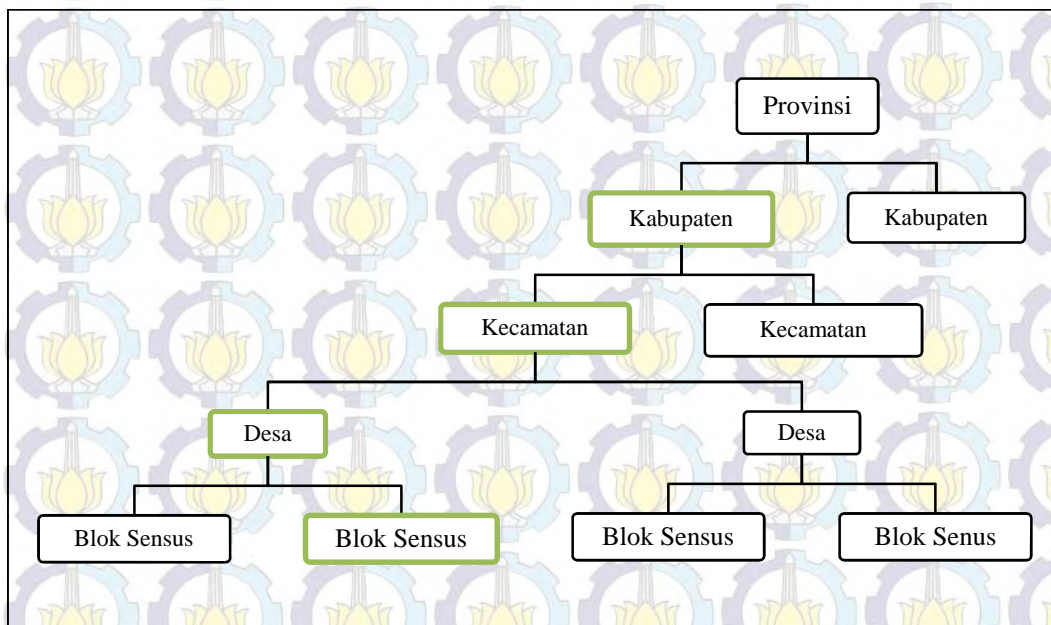 Provinsi
Kabupaten
Kabupaten
Kecamatan
Kecamatan
Desa
Desa
Blok Sensus
Blok Sensus
Blok Sensus
Blok Senus